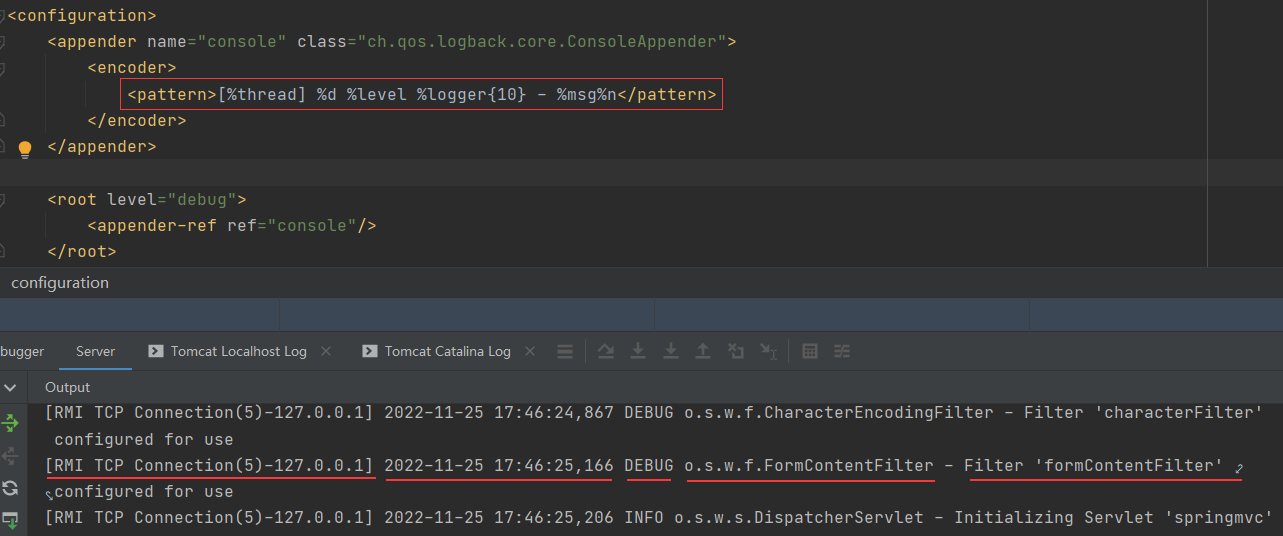 <configuration>
<appender name="console" class="ch.qos.logback.core.ConsoleAppender">
<encoder>
<pattern>[%thread] %d %level %logger{10} - %msg%n</pattern>
</encoder>
</appender>
<root level="debug">
<appender-ref ref="console"/>
</root>
configuration
bugger Server Tomcat Localhost Log Tomcat Catalina Log
Output
[RMI TCP Connection(5)-127.0.0.1] 2022-11-25 17:46:24,867 DEBUG o.s.w.f.CharacterEncodingFilter - Filter 'characterFilter'
configured for use
[RMI TCP Connection(5)-127.0.0.1] 2022-11-25 17:46:25,166 DEBUG o.s.w.f.FormContentFilter - Filter 'formContentFilter'
configured for use
[RMI TCP Connection(5)-127.0.0.1] 2022-11-25 17:46:25,206 INFO o.s.w.s.DispatcherServlet - Initializing Servlet 'springmvc'